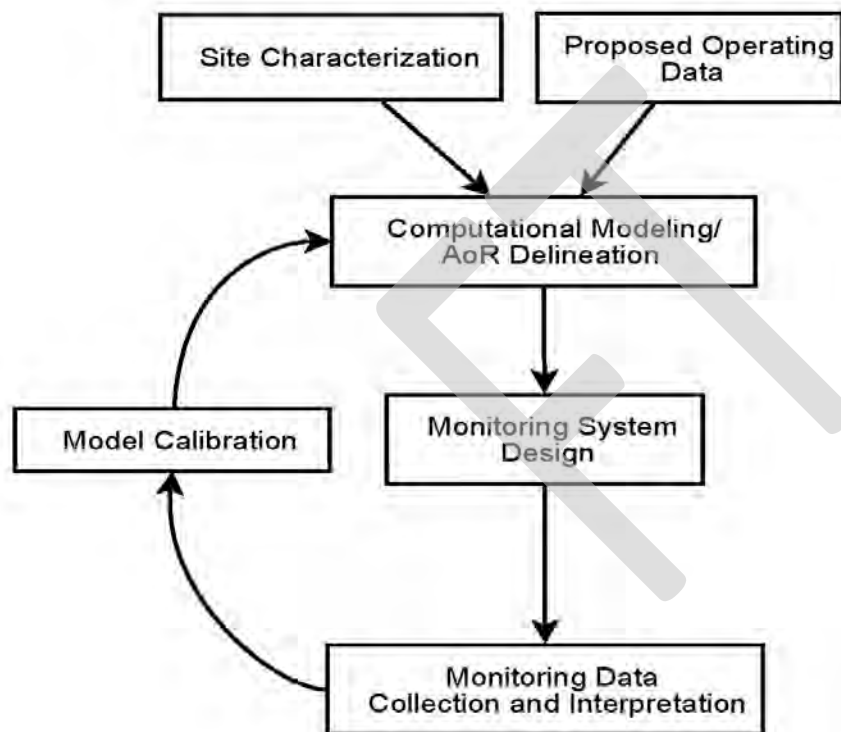 Site Characterization
Proposed Operating
Data
Computational Modeling/
AoR Delineation
Model Calibration
Monitoring System
Design
Monitoring Data
Collection and Interpretation